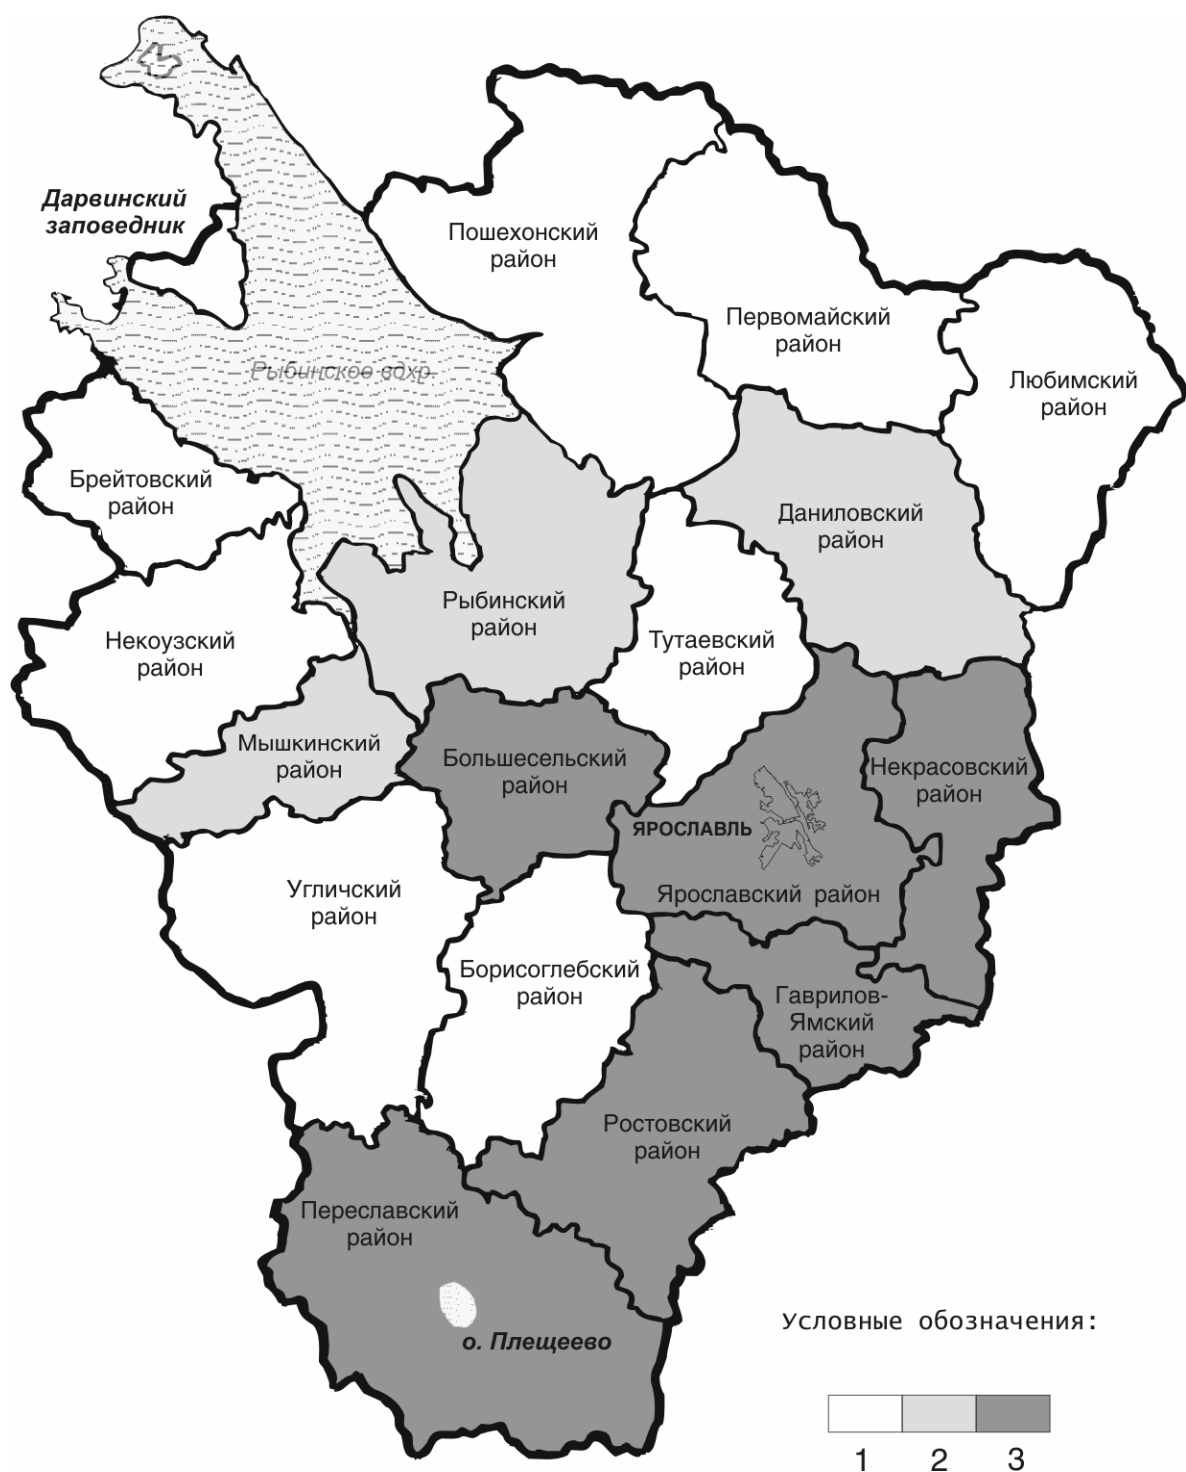 Дарвинский
заповедник
Пошехонский
район
Первомайский
район
Любимский
район
Рыбинское вдхр.
Брейтовский
район
Даниловский
район
Рыбинский
район
Некоузский
район
Тутаевский
район
Мышкинский
район
Большесельский
район
Некрасовский
район
ЯРОСЛАВЛЬ
Ярославский район
Угличский
район
Борисоглебский
район
Гаврилов-
Ямский
район
Ростовский
район
Переславский
район
о. Плещеево
Условные обозначения:
1 2 3